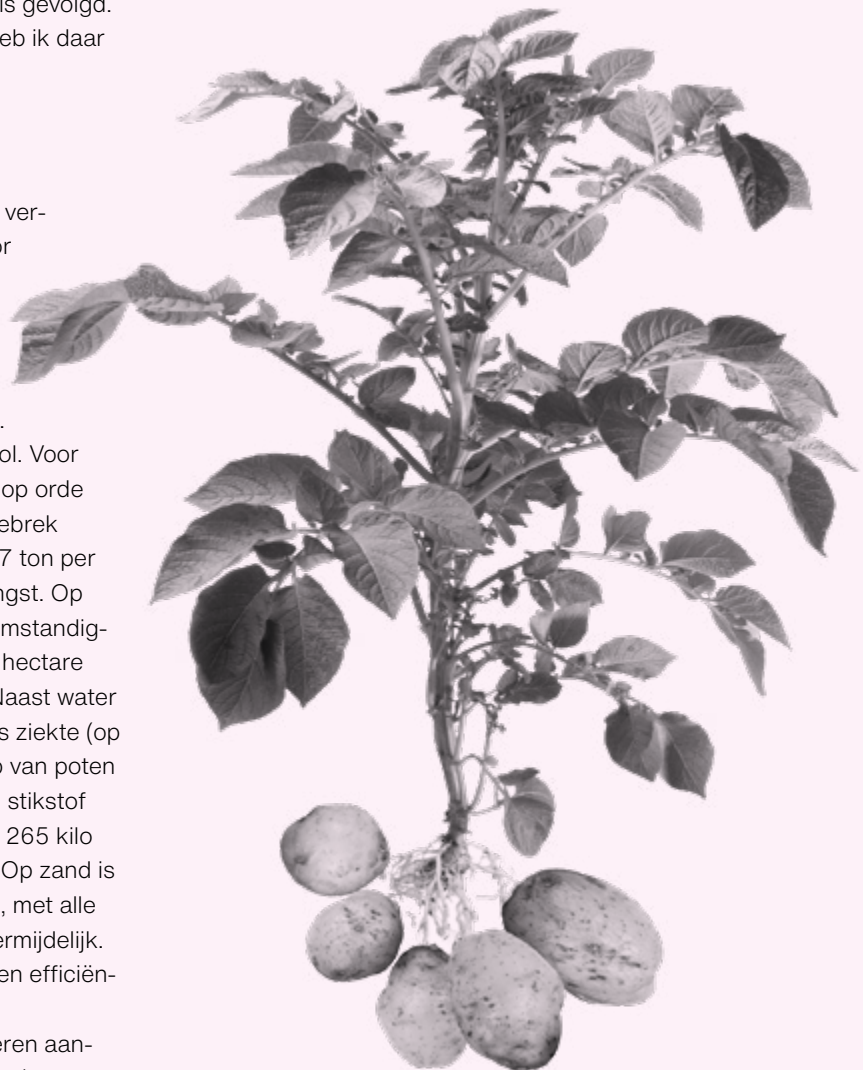 is gevolgd.
eb ik daar
ver-
or
.
ol. Voor
op orde
ebrek
7 ton per
ngst. Op
mstandig-
hectare
Naast water
s ziekte (op
van poten
stikstof
265 kilo
Op zand is
, met alle
ermijdelijk.
en efficiën-
eren aan-